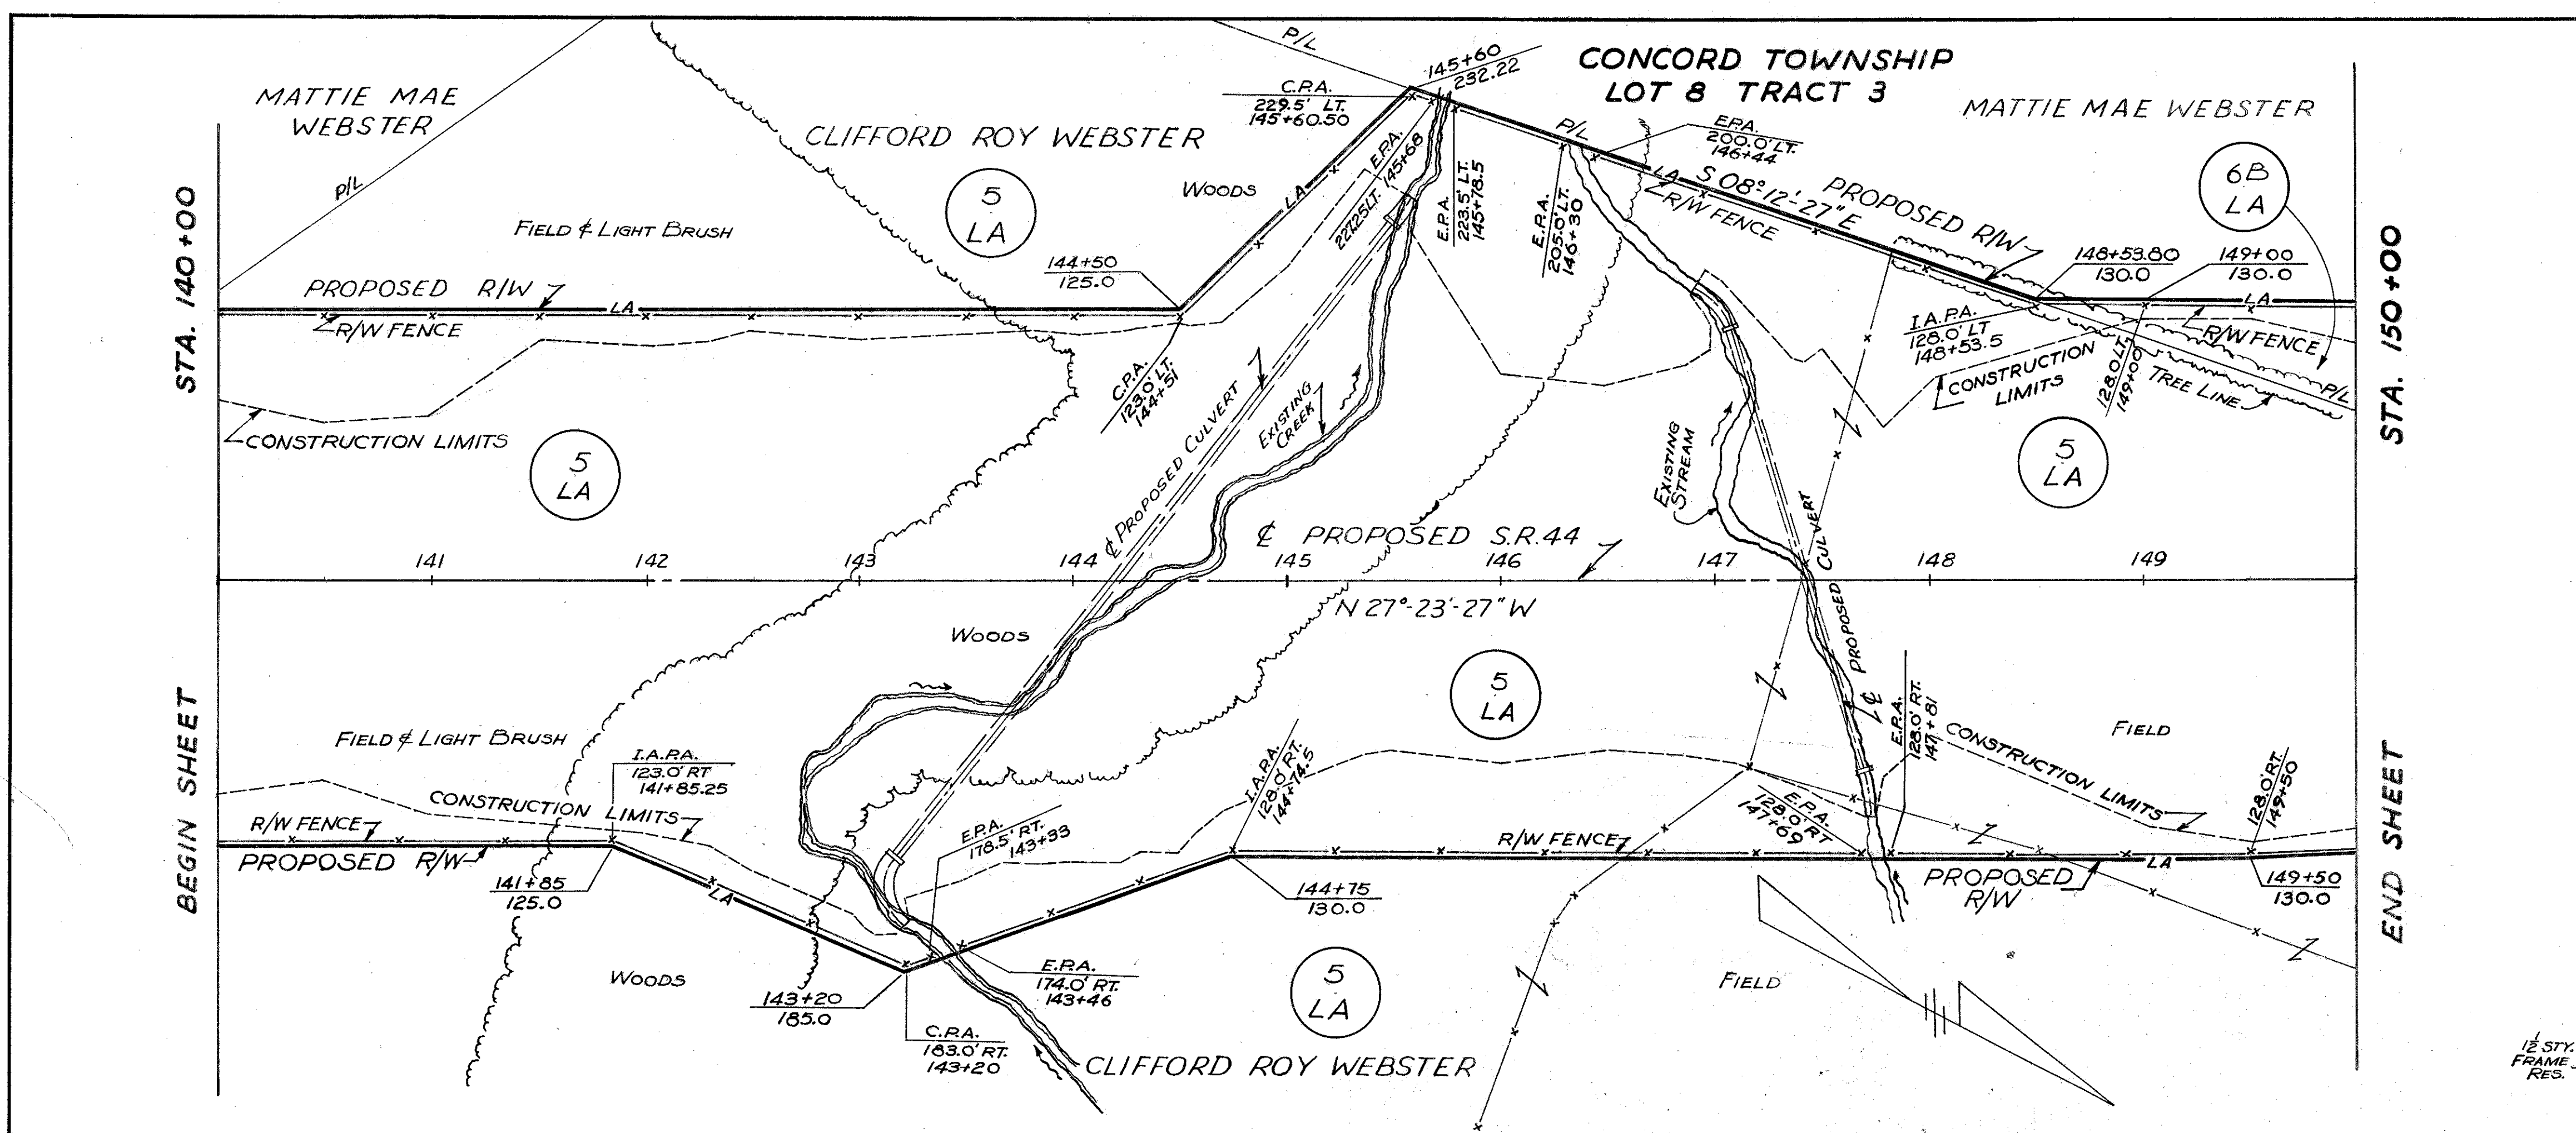 CONCORD TOWNSHIP
LOT 8 TRACT 3
MATTIE MAE
WEBSTER
CLIFFORD ROY WEBSTER
MATTIE MAE WEBSTER
P/L
P/L
P/L
145+60
232.22
C.P.A.
229.5' LT.
145+60.50
5
LA
WOODS
FIELD & LIGHT BRUSH
E.P.A.
145+68
227.25 LT.
E.P.A.
223.5' LT.
145+78.5
E.P.A.
205.0' LT.
146+30
E.P.A.
200.0' LT.
146+44
LA
LA
S 08°-12'-27" E
PROPOSED R/W
R/W FENCE
6B
LA
STA. 140+00
STA. 150+00
144+50
125.0
148+53.80
130.0
149+00
130.0
PROPOSED R/W
LA
LA
R/W FENCE
R/W FENCE
I.A.P.A.
128.0' LT
148+53.5
CONSTRUCTION
LIMITS
128.0 LT.
149+00
TREE LINE
P/L
C.P.A.
123.0' LT.
144+51
CONSTRUCTION LIMITS
5
LA
℄ PROPOSED CULVERT
EXISTING
CREEK
EXISTING
STREAM
5
LA
℄ PROPOSED S.R. 44
141
142
143
144
145
146
147
148
149
N 27°-23'-27" W
℄ PROPOSED CULVERT
WOODS
5
LA
BEGIN SHEET
END SHEET
FIELD & LIGHT BRUSH
I.A.P.A.
123.0' RT
141+85.25
CONSTRUCTION LIMITS
I.A.P.A.
128.0' RT.
144+74.5
E.P.A.
128.0' RT.
147+81
CONSTRUCTION LIMITS
FIELD
128.0' RT.
149+50
E.P.A.
128.0' RT
147+69
R/W FENCE
PROPOSED R/W
E.P.A.
178.5' RT.
143+33
R/W FENCE
LA
141+85
125.0
LA
144+75
130.0
PROPOSED
R/W
149+50
130.0
WOODS
143+20
185.0
E.P.A.
174.0' RT.
143+46
5
LA
FIELD
C.P.A.
183.0' RT.
143+20
CLIFFORD ROY WEBSTER
1½ STY.
FRAME
RES.